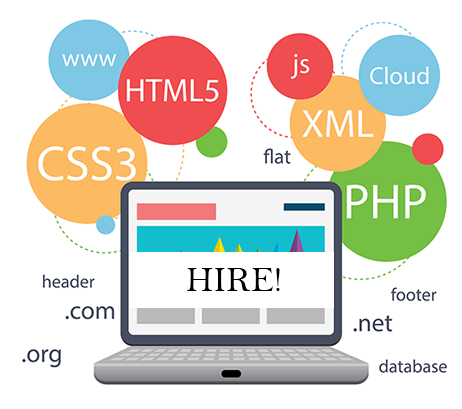 www
HTML5
js
Cloud
XML
CSS3
flat
PHP
HIRE!
header
footer
.com
.net
.org
database